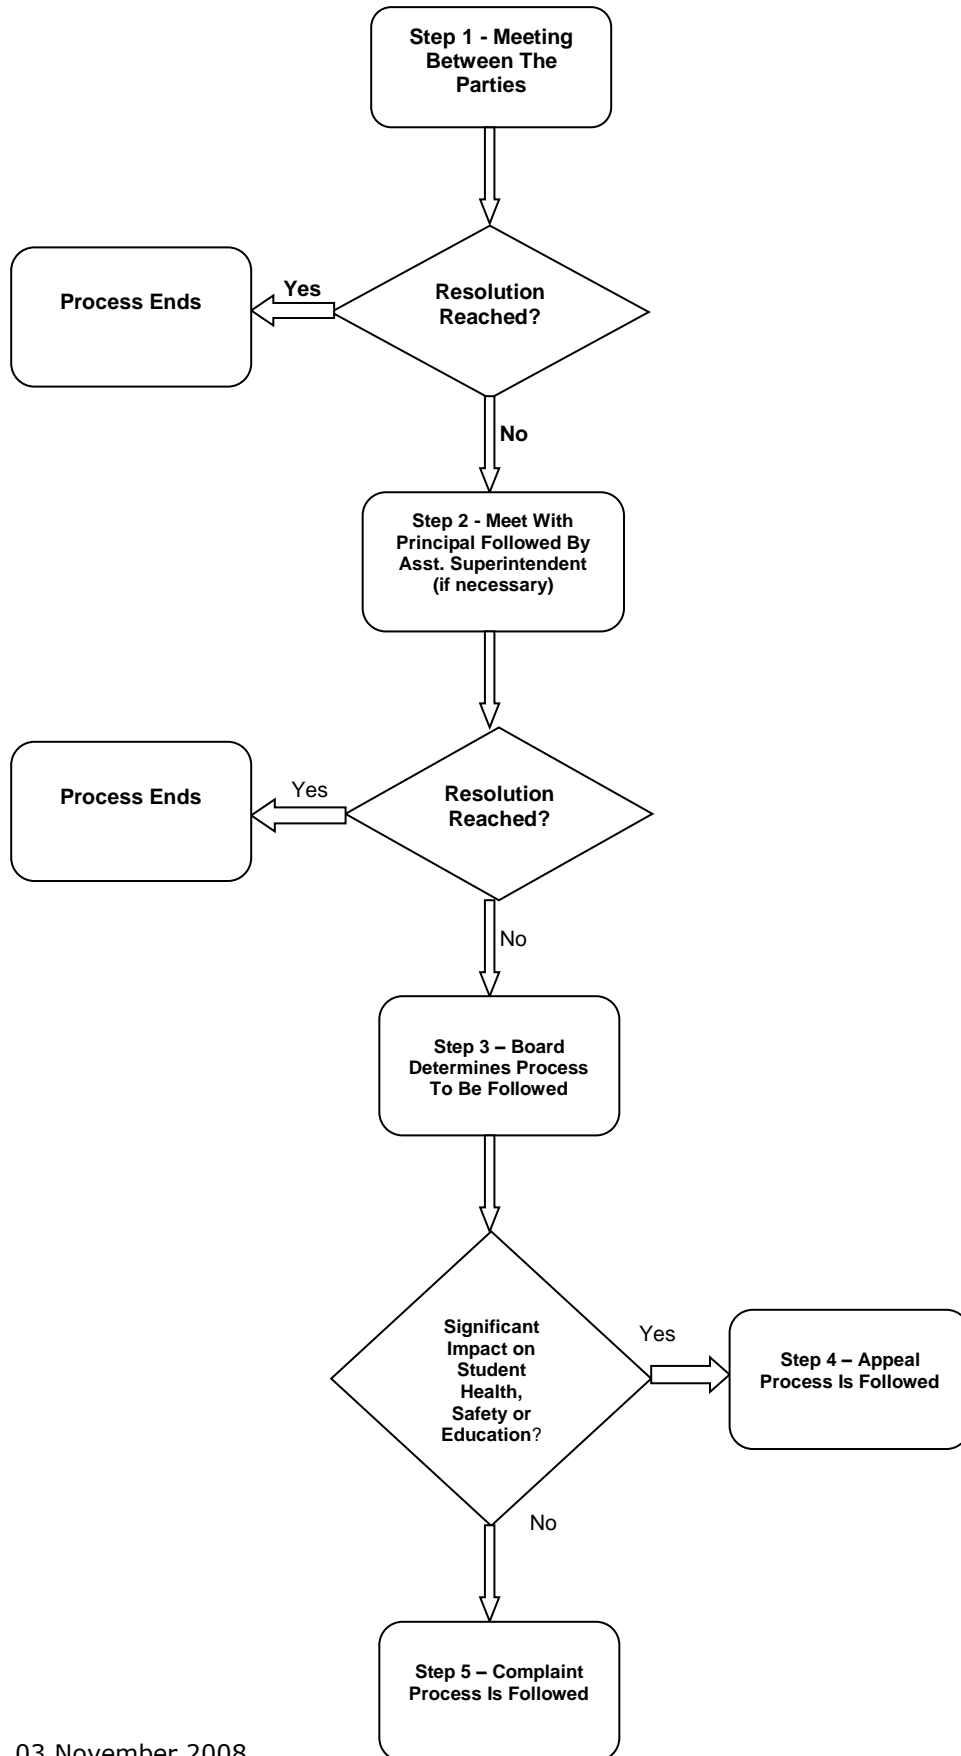 Step 1 - Meeting
Between The
Parties
Resolution
Reached?
Yes
Process Ends
No
Step 2 - Meet With
Principal Followed By
Asst. Superintendent
(if necessary)
Resolution
Reached?
Yes
Process Ends
No
Step 3 – Board
Determines Process
To Be Followed
Significant
Impact on
Student
Health,
Safety or
Education?
Yes
Step 4 – Appeal
Process Is Followed
No
Step 5 – Complaint
Process Is Followed
03 November 2008